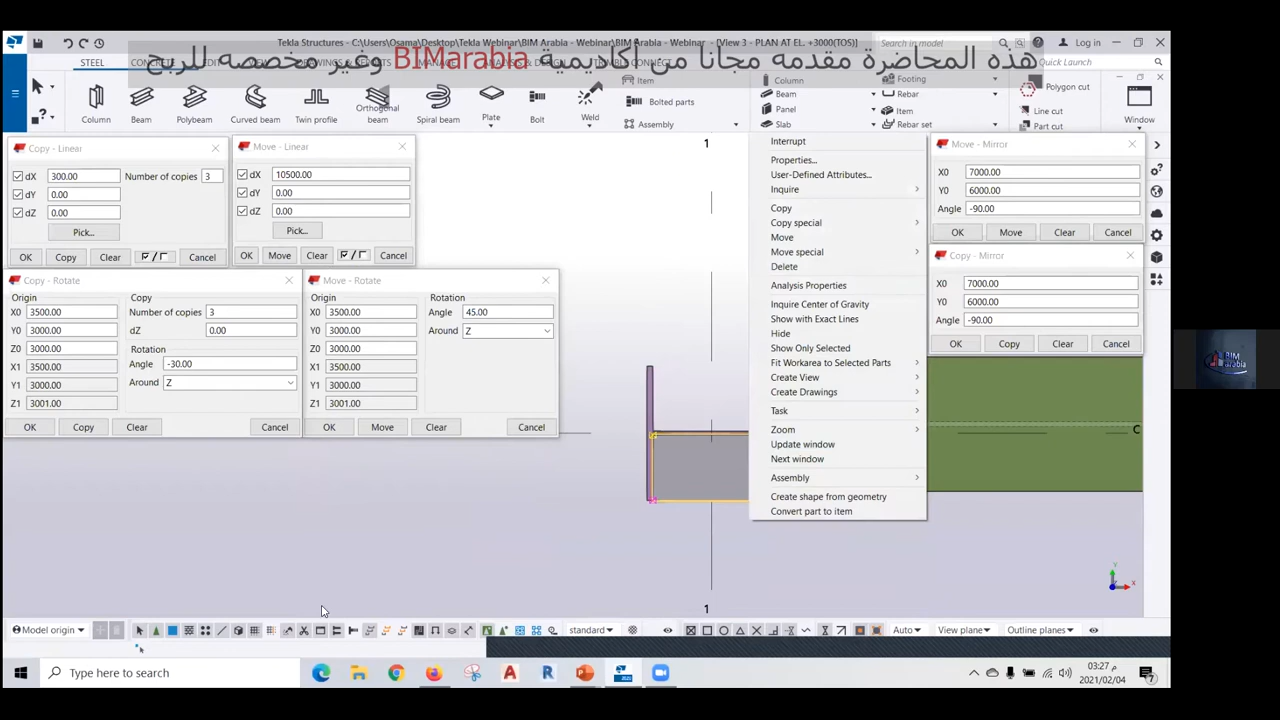 Tekla Structures - C:\Users\Osama\Desktop\Tekla Webinar\BIM Arabia - Webinar\BIM Arabia - Webinar - [View 3 - PLAN AT EL. +3000(TOS)]
Search in model
Log in
هذه المحاضرة مقدمه مجانا من أكاديمية BIMarabia وغير مخصصه للربح
STEEL
CONCRETE
EDIT
Quick Launch
Column
Beam
Polybeam
Curved beam
Twin profile
Orthogonal beam
Spiral beam
Plate
Bolt
Weld
Item
Bolted parts
Assembly
Column
Beam
Panel
Slab
Footing
Rebar
Item
Rebar set
Polygon cut
Line cut
Part cut
Window
Copy - Linear
dX 300.00 Number of copies 3
dY 0.00
dZ 0.00
Pick...
OK Copy Clear Cancel
Move - Linear
dX 10500.00
dY 0.00
dZ 0.00
Pick...
OK Move Clear Cancel
Copy - Rotate
Origin Copy
X0 3500.00 Number of copies 3
Y0 3000.00 dZ 0.00
Z0 3000.00 Rotation
X1 3500.00 Angle -30.00
Y1 3000.00 Around Z
Z1 3001.00
OK Copy Clear Cancel
Move - Rotate
Origin Rotation
X0 3500.00 Angle 45.00
Y0 3000.00 Around Z
Z0 3000.00
X1 3500.00
Y1 3000.00
Z1 3001.00
OK Move Clear Cancel
1
Interrupt
Properties...
User-Defined Attributes...
Inquire
Copy
Copy special
Move
Move special
Delete
Analysis Properties
Inquire Center of Gravity
Show with Exact Lines
Hide
Show Only Selected
Fit Workarea to Selected Parts
Create View
Create Drawings
Task
Zoom
Update window
Next window
Assembly
Create shape from geometry
Convert part to item
Move - Mirror
X0 7000.00
Y0 6000.00
Angle -90.00
OK Move Clear Cancel
Copy - Mirror
X0 7000.00
Y0 6000.00
Angle -90.00
OK Copy Clear Cancel
C
BIM arabia
Y
X
1
Model origin
standard
Auto
View plane
Outline planes
Type here to search
03:27 م
2021/02/04
7